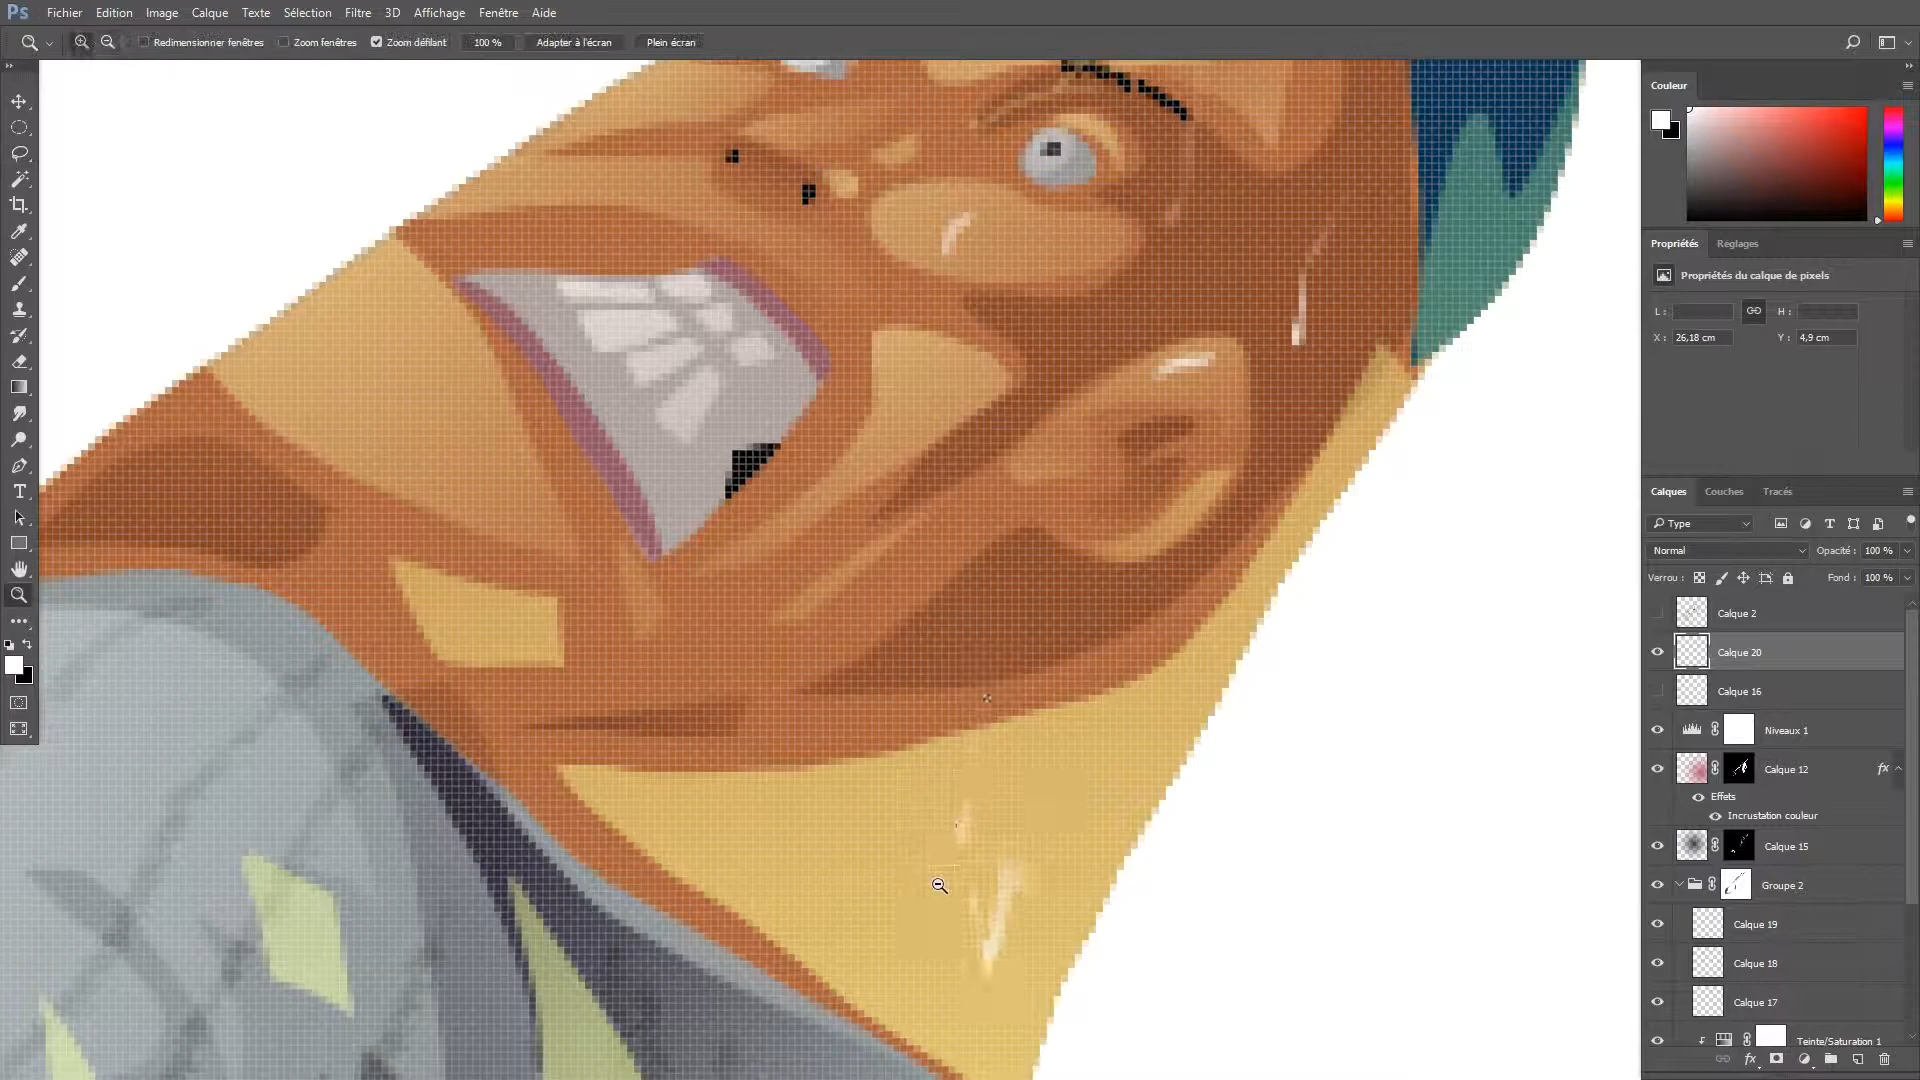 Ps Fichier Edition Image Calque Texte Sélection Filtre 3D Affichage Fenêtre Aide
Redimensionner fenêtres Zoom fenêtres Zoom défilant 100 % Adapter à l'écran Plein écran
Couleur
Propriétés Réglages
Propriétés du calque de pixels
L : H :
X : 26,18 cm Y : 4,9 cm
Calques Couches Tracés
Type
Normal Opacité : 100 %
Verrou : Fond : 100 %
Calque 2
Calque 20
Calque 16
Niveaux 1
Calque 12 fx
Effets
Incrustation couleur
Calque 15
Groupe 2
Calque 19
Calque 18
Calque 17
Teinte/Saturation 1
fx